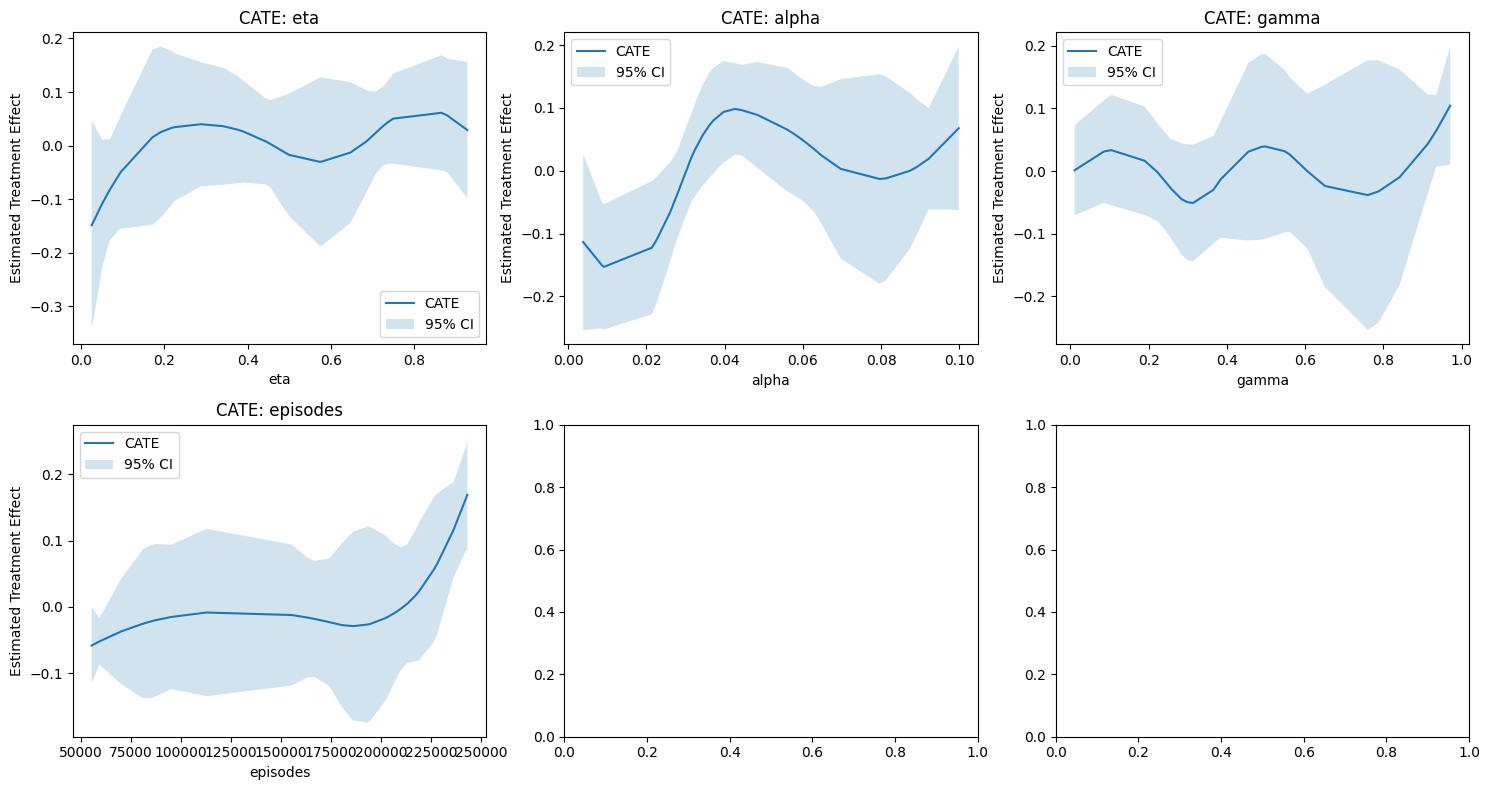 CATE: eta
Estimated Treatment Effect
0.2
0.1
0.0
−0.1
−0.2
−0.3
CATE
95% CI
0.0 0.2 0.4 0.6 0.8
eta
CATE: alpha
Estimated Treatment Effect
0.2
0.1
0.0
−0.1
−0.2
CATE
95% CI
0.00 0.02 0.04 0.06 0.08 0.10
alpha
CATE: gamma
Estimated Treatment Effect
0.2
0.1
0.0
−0.1
−0.2
CATE
95% CI
0.0 0.2 0.4 0.6 0.8 1.0
gamma
CATE: episodes
Estimated Treatment Effect
0.2
0.1
0.0
−0.1
CATE
95% CI
50000 75000 100000 125000 150000 175000 200000 225000 250000
episodes
1.0
0.8
0.6
0.4
0.2
0.0
0.0 0.2 0.4 0.6 0.8 1.0
1.0
0.8
0.6
0.4
0.2
0.0
0.0 0.2 0.4 0.6 0.8 1.0